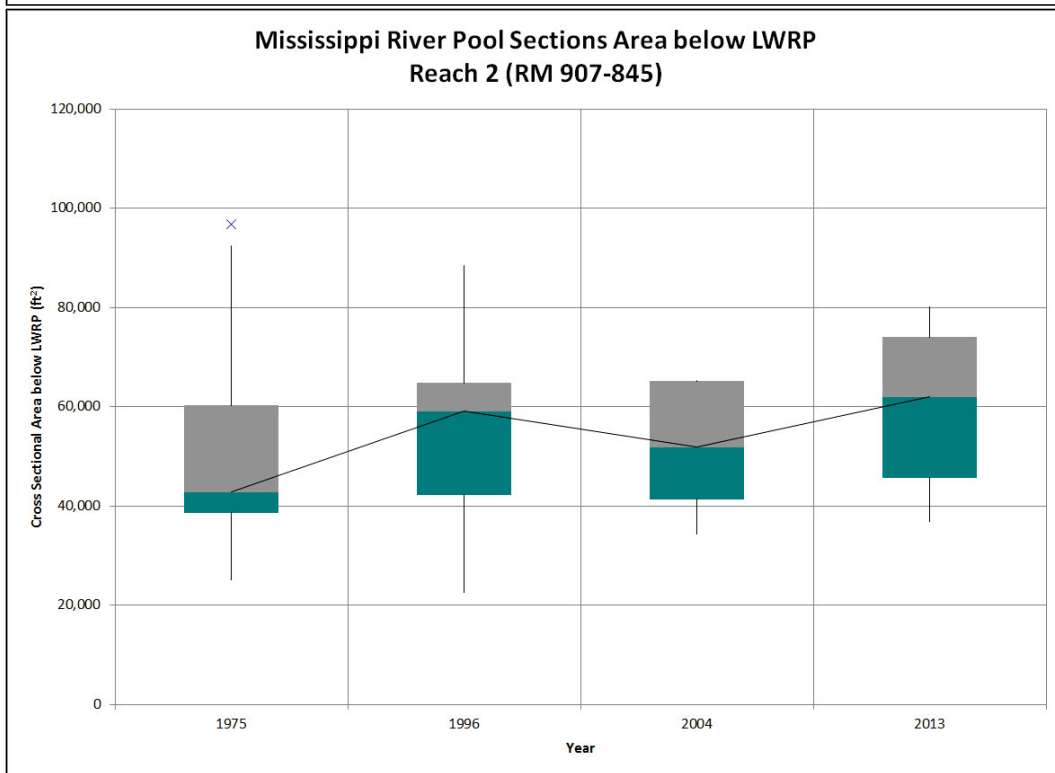 Mississippi River Pool Sections Area below LWRP
Reach 2 (RM 907-845)
120,000
100,000
80,000
60,000
40,000
20,000
0
Cross Sectional Area below LWRP (ft²)
1975 1996 2004 2013
Year